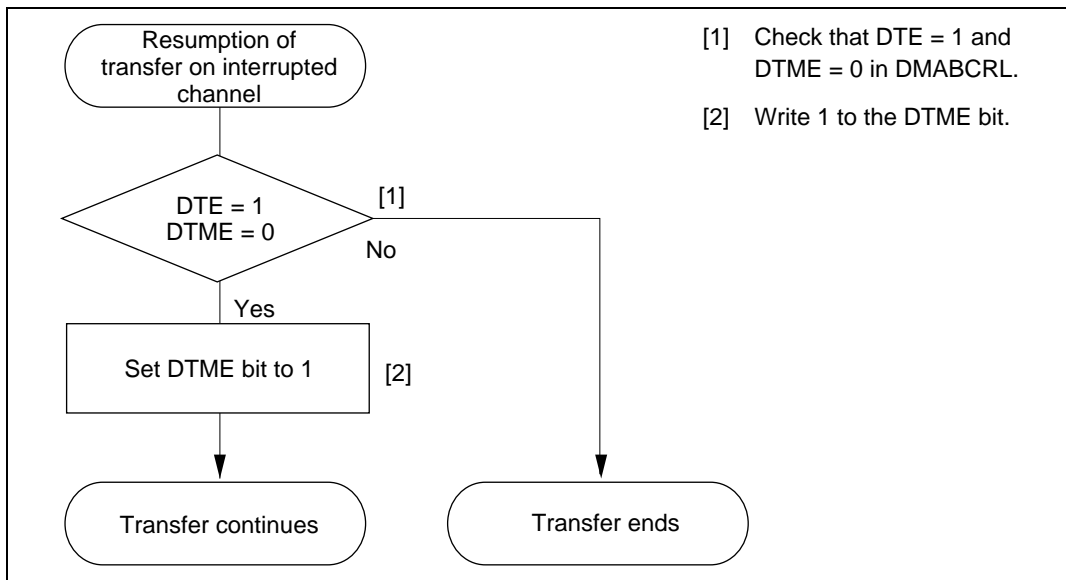 Resumption of
transfer on interrupted
channel
[1] Check that DTE = 1 and
DTME = 0 in DMABCRL.
[2] Write 1 to the DTME bit.
DTE = 1
DTME = 0
[1]
No
Yes
Set DTME bit to 1
[2]
Transfer continues
Transfer ends